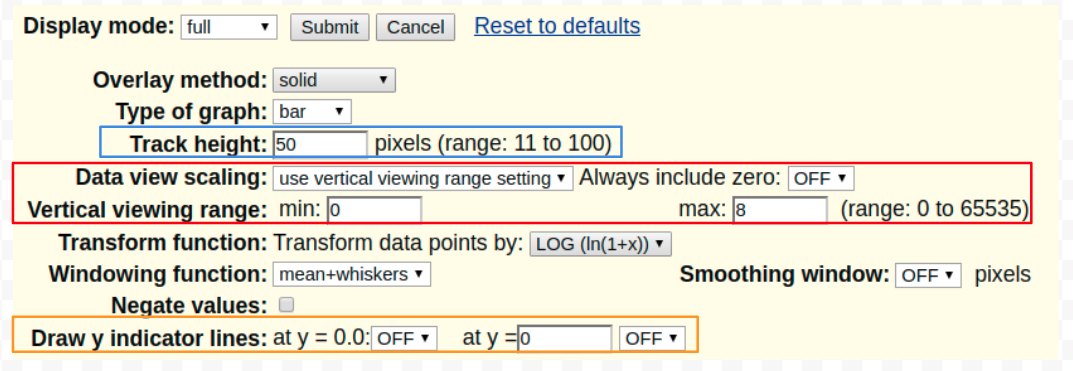 Display mode: full Submit Cancel Reset to defaults
Overlay method: solid
Type of graph: bar
Track height: 50 pixels (range: 11 to 100)
Data view scaling: use vertical viewing range setting Always include zero: OFF
Vertical viewing range: min: 0 max: 8 (range: 0 to 65535)
Transform function: Transform data points by: LOG (ln(1+x))
Windowing function: mean+whiskers Smoothing window: OFF pixels
Negate values:
Draw y indicator lines: at y = 0.0: OFF at y = 0 OFF